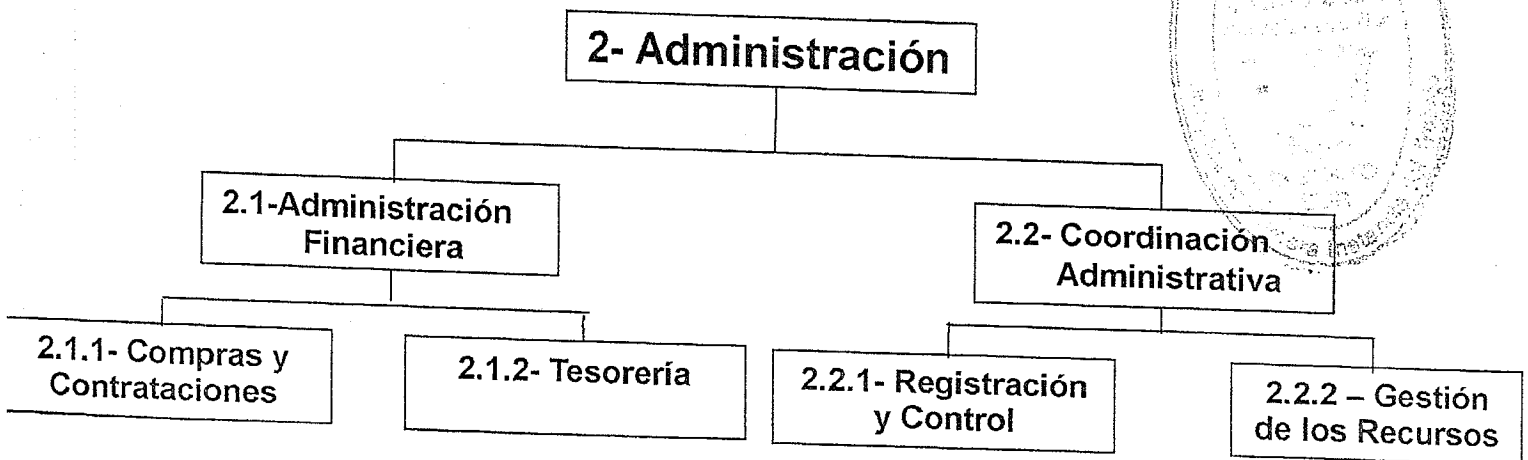 2- Administración
2.1-Administración
Financiera
2.2- Coordinación
Administrativa
2.1.1- Compras y
Contrataciones
2.1.2- Tesorería
2.2.1- Registración
y Control
2.2.2 – Gestión
de los Recursos